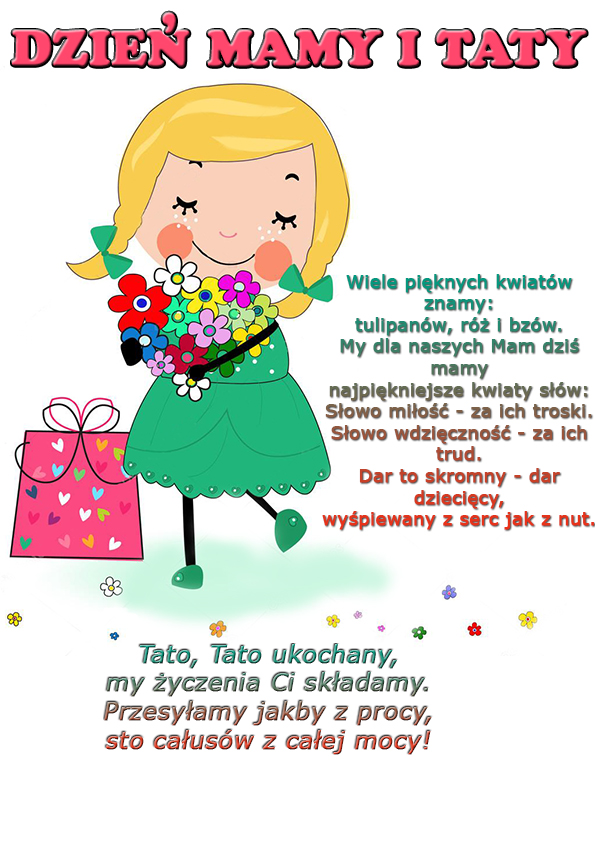 DZIEŃ MAMY I TATY
Wiele pięknych kwiatów
znamy:
tulipanów, róż i bzów.
My dla naszych Mam dziś
mamy
najpiękniejsze kwiaty słów:
Słowo miłość - za ich troski.
Słowo wdzięczność - za ich
trud.
Dar to skromny - dar
dziecięcy,
wyśpiewany z serc jak z nut.
Tato, Tato ukochany,
my życzenia Ci składamy.
Przesyłamy jakby z procy,
sto całusów z całej mocy!